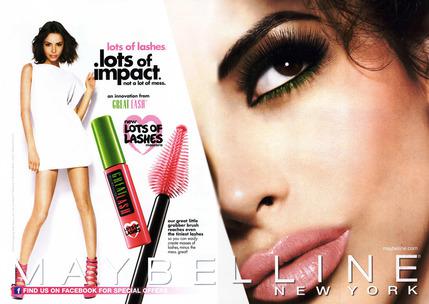 lots of lashes.
.lots of
impact.
not a lot of mess.
an innovation from
GREAT LASH
new
LOTS OF
LASHES
GREAT LASH
our great little
grabber brush
reaches even
the tiniest lashes
so you can easily
create masses of
lashes, minus the
mess. great!
maybelline.com
MAYBELLINE
NEW YORK
f FIND US ON FACEBOOK FOR SPECIAL OFFERS